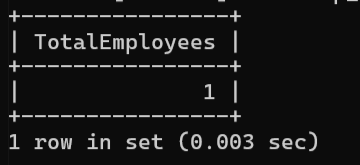 +----------------+
| TotalEmployees |
+----------------+
|              1 |
+----------------+
1 row in set (0.003 sec)